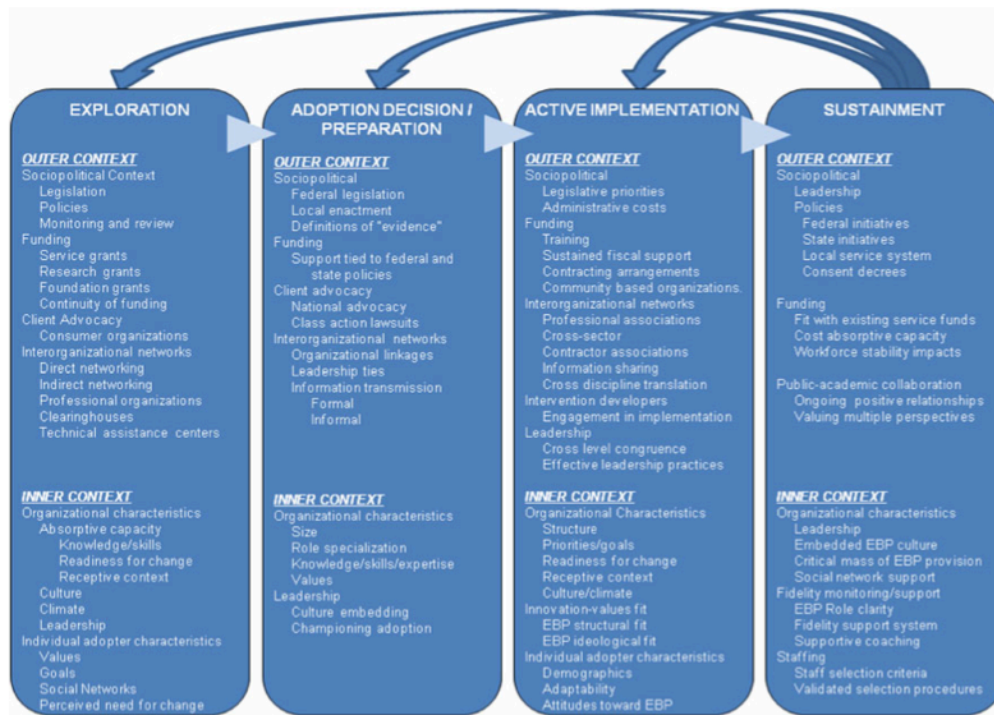 EXPLORATION
OUTER CONTEXT
Sociopolitical Context
Legislation
Policies
Monitoring and review
Funding
Service grants
Research grants
Foundation grants
Continuity of funding
Client Advocacy
Consumer organizations
Interorganizational networks
Direct networking
Indirect networking
Professional organizations
Clearinghouses
Technical assistance centers
INNER CONTEXT
Organizational characteristics
Absorptive capacity
Knowledge/skills
Readiness for change
Receptive context
Culture
Climate
Leadership
Individual adopter characteristics
Values
Goals
Social Networks
Perceived need for change
ADOPTION DECISION /
PREPARATION
OUTER CONTEXT
Sociopolitical
Federal legislation
Local enactment
Definitions of "evidence"
Funding
Support tied to federal and
state policies
Client advocacy
National advocacy
Class action lawsuits
Interorganizational networks
Organizational linkages
Leadership ties
Information transmission
Formal
Informal
INNER CONTEXT
Organizational characteristics
Size
Role specialization
Knowledge/skills/expertise
Values
Leadership
Culture embedding
Championing adoption
ACTIVE IMPLEMENTATION
OUTER CONTEXT
Sociopolitical
Legislative priorities
Administrative costs
Funding
Training
Sustained fiscal support
Contracting arrangements
Community based organizations.
Interorganizational networks
Professional associations
Cross-sector
Contractor associations
Information sharing
Cross discipline translation
Intervention developers
Engagement in implementation
Leadership
Cross level congruence
Effective leadership practices
INNER CONTEXT
Organizational Characteristics
Structure
Priorities/goals
Readiness for change
Receptive context
Culture/climate
Innovation-values fit
EBP structural fit
EBP ideological fit
Individual adopter characteristics
Demographics
Adaptability
Attitudes toward EBP
SUSTAINMENT
OUTER CONTEXT
Sociopolitical
Leadership
Policies
Federal initiatives
State initiatives
Local service system
Consent decrees
Funding
Fit with existing service funds
Cost absorptive capacity
Workforce stability impacts
Public-academic collaboration
Ongoing positive relationships
Valuing multiple perspectives
INNER CONTEXT
Organizational characteristics
Leadership
Embedded EBP culture
Critical mass of EBP provision
Social network support
Fidelity monitoring/support
EBP Role clarity
Fidelity support system
Supportive coaching
Staffing
Staff selection criteria
Validated selection procedures